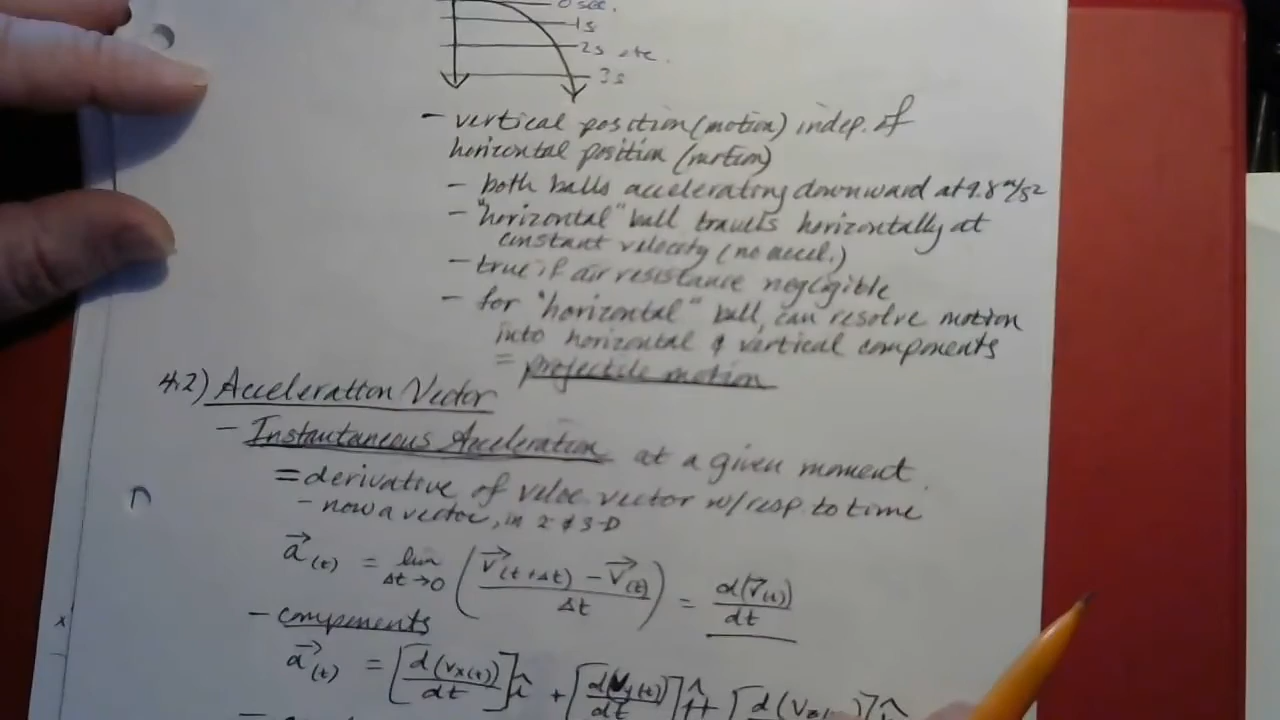 0 sec.
1s
2s etc.
3s
- vertical position (motion) indep. of
horizontal position (motion)
- both balls accelerating downward at 9.8 m/s²
- "horizontal" ball travels horizontally at
constant velocity (no accel.)
- true if air resistance negligible
- for "horizontal" ball, can resolve motion
into horizontal & vertical components
= projectile motion
4.2) Acceleration Vector
- Instantaneous Acceleration at a given moment
= derivative of veloc. vector w/resp. to time
- now a vector, in 2 & 3-D
a⃗(t) = lim Δt→0 (v⃗(t+Δt) - v⃗(t) / Δt) = d(v⃗(t))/dt
- components
a⃗(t) = [d(vx(t))/dt] î + [d(vy(t))/dt] ĵ + [d(vz